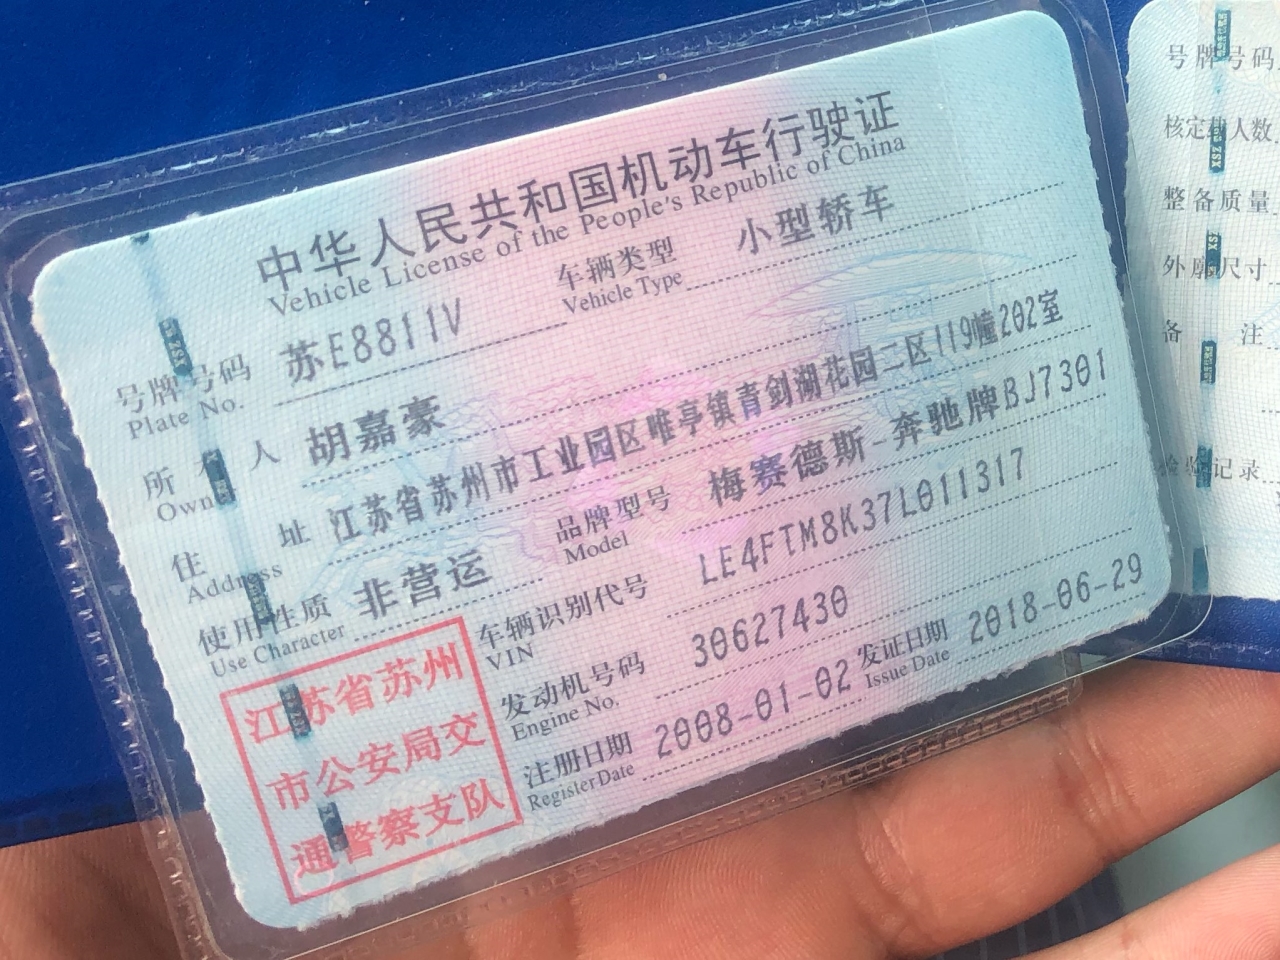 中华人民共和国机动车行驶证
Vehicle License of the People's Republic of China
号牌号码 苏E8811V 车辆类型 小型轿车
Plate No. Vehicle Type
所有人 胡嘉豪
Owner
住址 江苏省苏州市工业园区唯亭镇青剑湖花园二区119幢202室
Address
使用性质 非营运 品牌型号 梅赛德斯-奔驰牌BJ7301
Use Character Model
车辆识别代号 LE4FTM8K37L011317
VIN
发动机号码 30627430
Engine No.
注册日期 2008-01-02 发证日期 2018-06-29
Register Date Issue Date
江苏省苏州
市公安局交
通警察支队
号牌号码
核定载人数
整备质量
外廓尺寸
备注
检验记录
XSZ
XSZ
XSZ